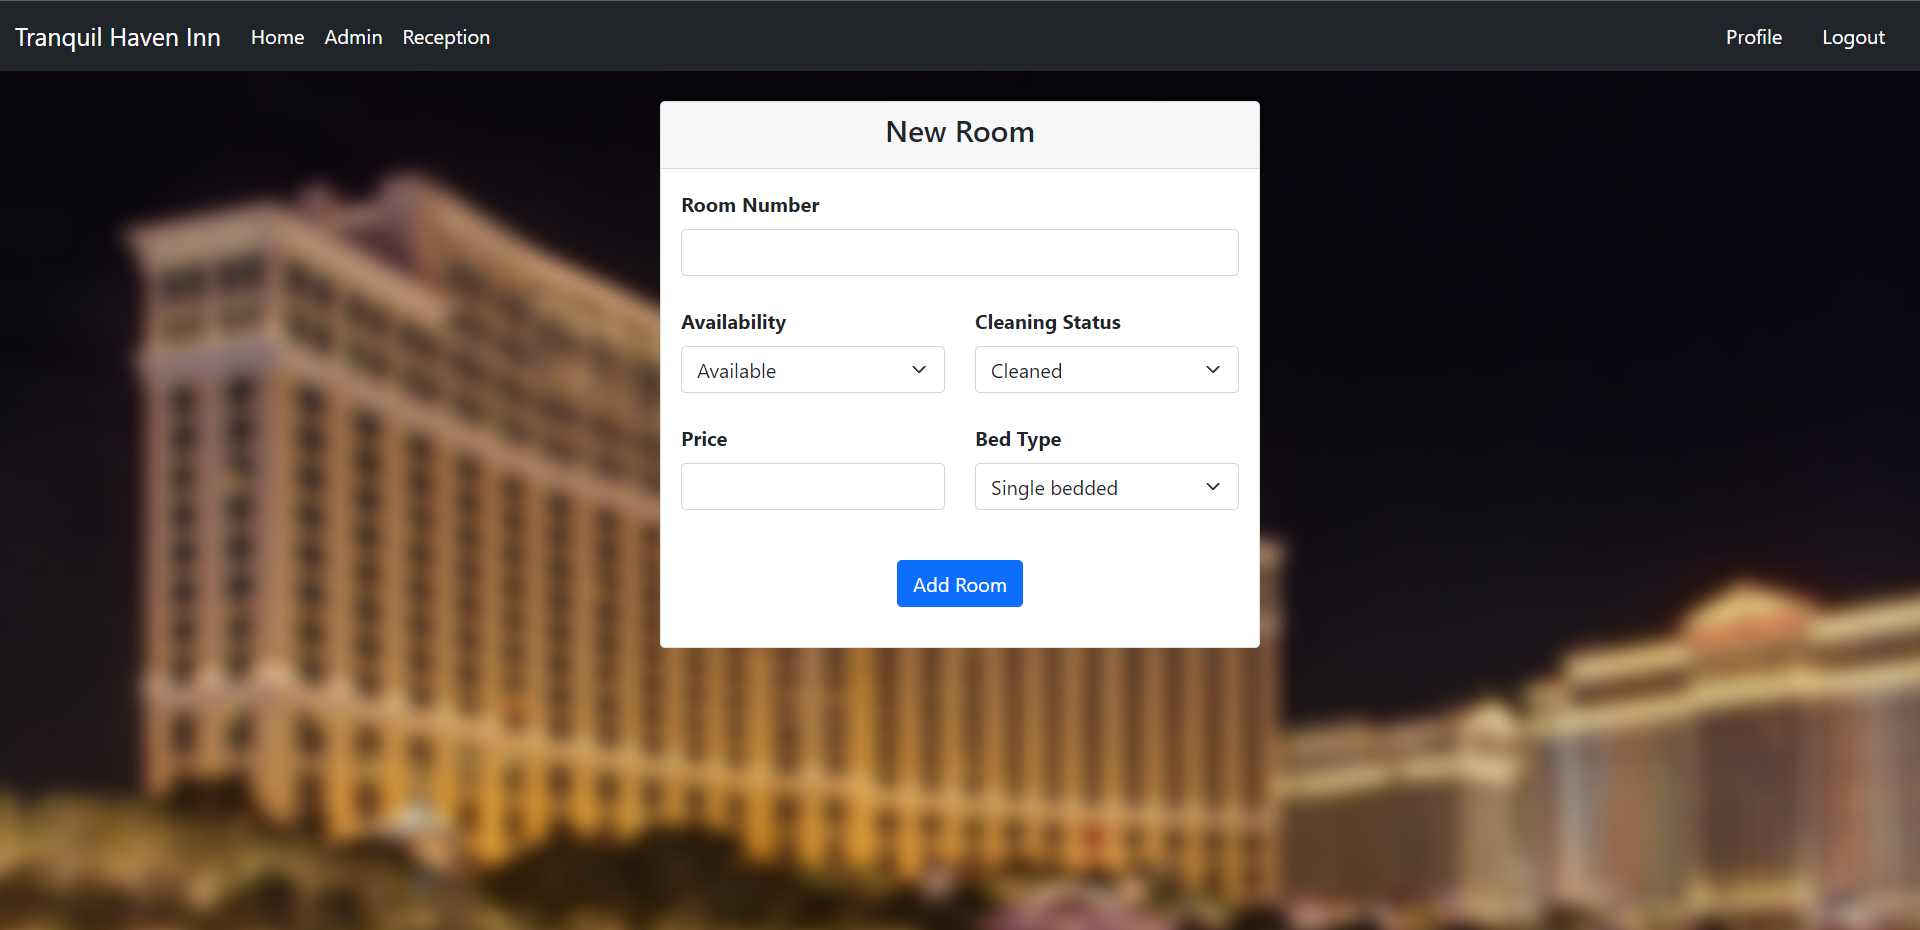 Tranquil Haven Inn Home Admin Reception Profile Logout
New Room
Room Number
Availability Cleaning Status
Available Cleaned
Price Bed Type
Single bedded
Add Room